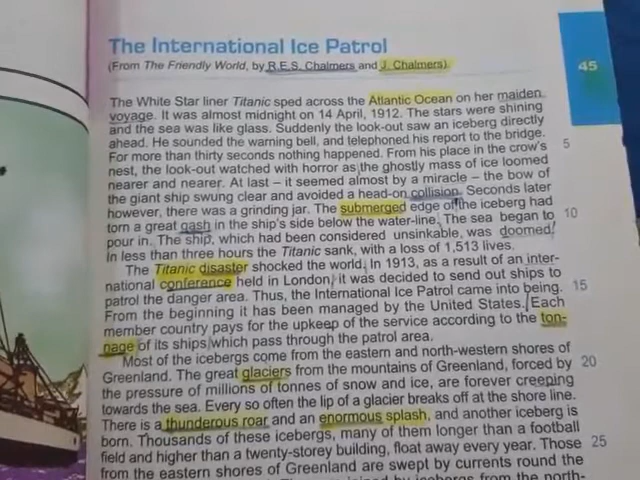 The International Ice Patrol
(From The Friendly World, by R.E.S. Chalmers and J. Chalmers)
45
The White Star liner Titanic sped across the Atlantic Ocean on her maiden
voyage. It was almost midnight on 14 April, 1912. The stars were shining
and the sea was like glass. Suddenly the look-out saw an iceberg directly
ahead. He sounded the warning bell, and telephoned his report to the bridge.
For more than thirty seconds nothing happened. From his place in the crow's 5
nest, the look-out watched with horror as the ghostly mass of ice loomed
nearer and nearer. At last – it seemed almost by a miracle – the bow of
the giant ship swung clear and avoided a head-on collision. Seconds later
however, there was a grinding jar. The submerged edge of the iceberg had
torn a great gash in the ship's side below the water-line. The sea began to 10
pour in. The ship, which had been considered unsinkable, was doomed!
In less than three hours the Titanic sank, with a loss of 1,513 lives.
The Titanic disaster shocked the world. In 1913, as a result of an inter-
national conference held in London, it was decided to send out ships to
patrol the danger area. Thus, the International Ice Patrol came into being. 15
From the beginning it has been managed by the United States. Each
member country pays for the upkeep of the service according to the ton-
nage of its ships which pass through the patrol area.
Most of the icebergs come from the eastern and north-western shores of
Greenland. The great glaciers from the mountains of Greenland, forced by 20
the pressure of millions of tonnes of snow and ice, are forever creeping
towards the sea. Every so often the lip of a glacier breaks off at the shore line.
There is a thunderous roar and an enormous splash, and another iceberg is
born. Thousands of these icebergs, many of them longer than a football
field and higher than a twenty-storey building, float away every year. Those 25
from the eastern shores of Greenland are swept by currents round the